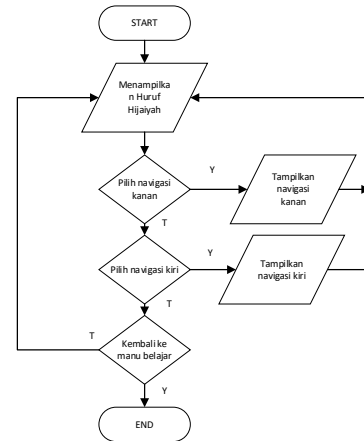 START
Menampilka
n Huruf
Hijaiyah
Pilih navigasi
kanan
Y
Tampilkan
navigasi
kanan
T
Pilih navigasi kiri
Y
Tampilkan
navigasi kiri
T
Kembali ke
manu belajar
T
Y
END